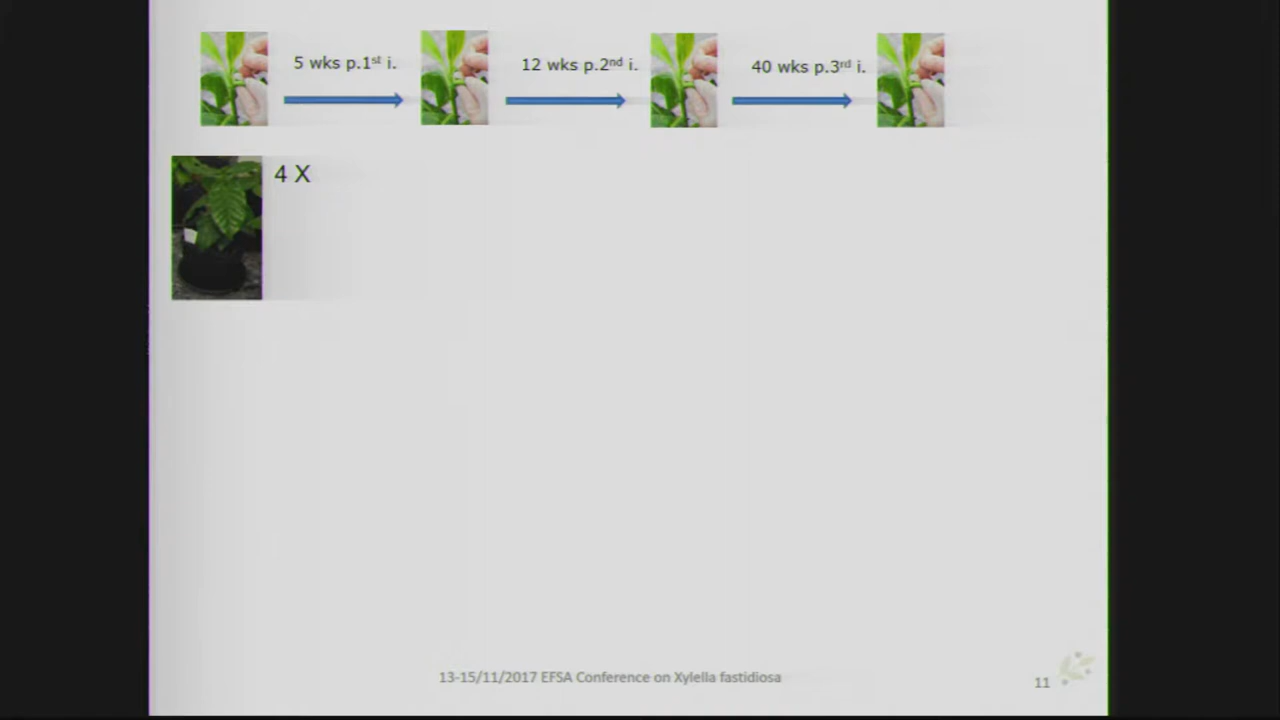 5 wks p.1st i.
12 wks p.2nd i.
40 wks p.3rd i.
4 X
13-15/11/2017 EFSA Conference on Xylella fastidiosa
11